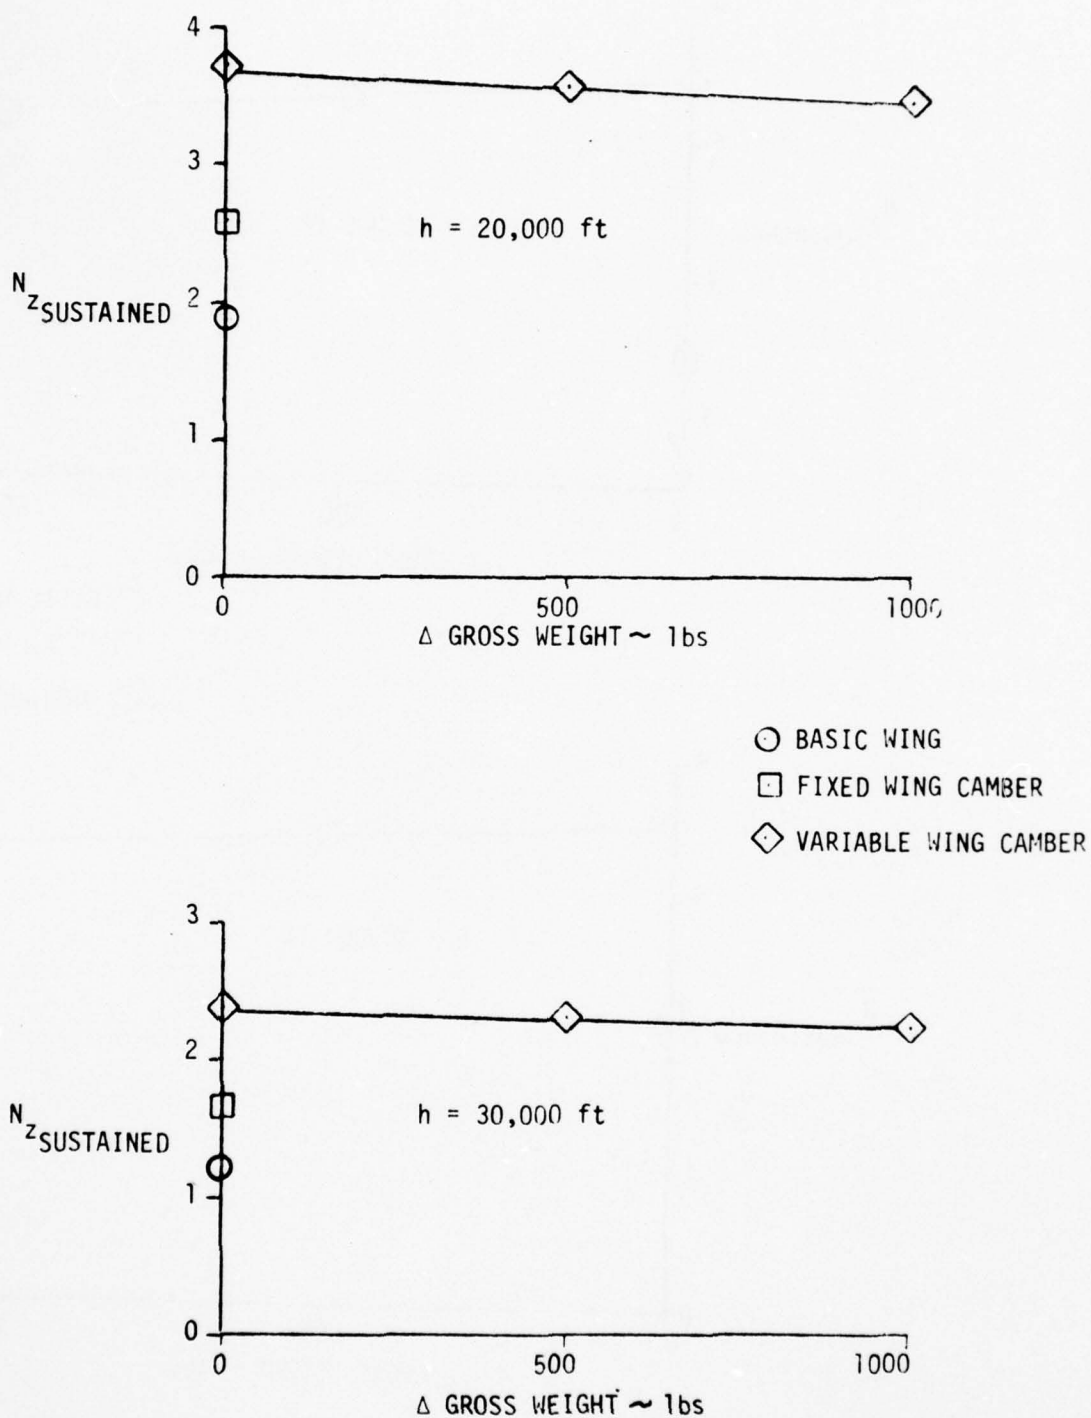 4
3
h = 20,000 ft
N
Z SUSTAINED
2
1
0
0 500 1000
Δ GROSS WEIGHT ~ lbs
BASIC WING
FIXED WING CAMBER
VARIABLE WING CAMBER
3
2
N
Z SUSTAINED
h = 30,000 ft
1
0
0 500 1000
Δ GROSS WEIGHT ~ lbs